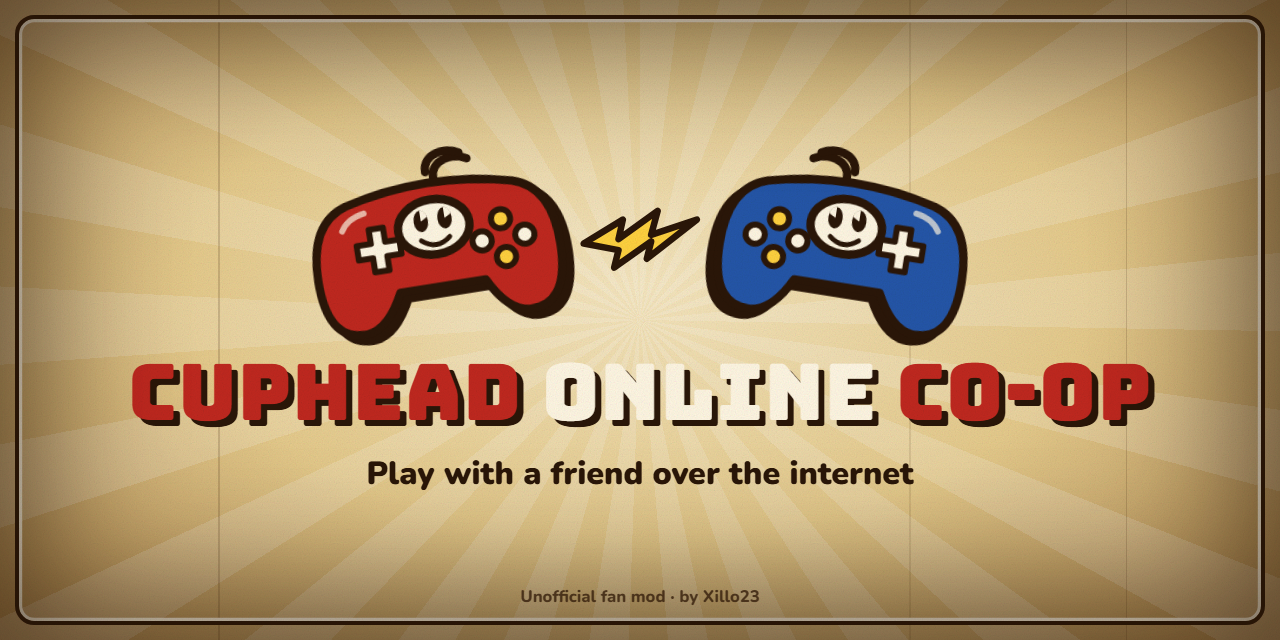 CUPHEAD ONLINE CO-OP
Play with a friend over the internet
Unofficial fan mod · by Xillo23